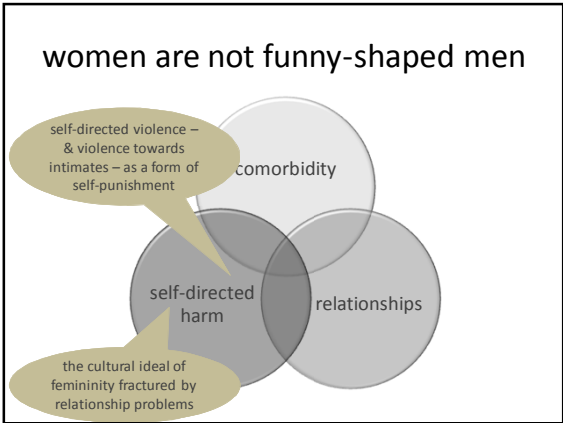 women are not funny-shaped men
self-directed violence –
& violence towards
intimates – as a form of
self-punishment
comorbidity
self-directed
harm
relationships
the cultural ideal of
femininity fractured by
relationship problems